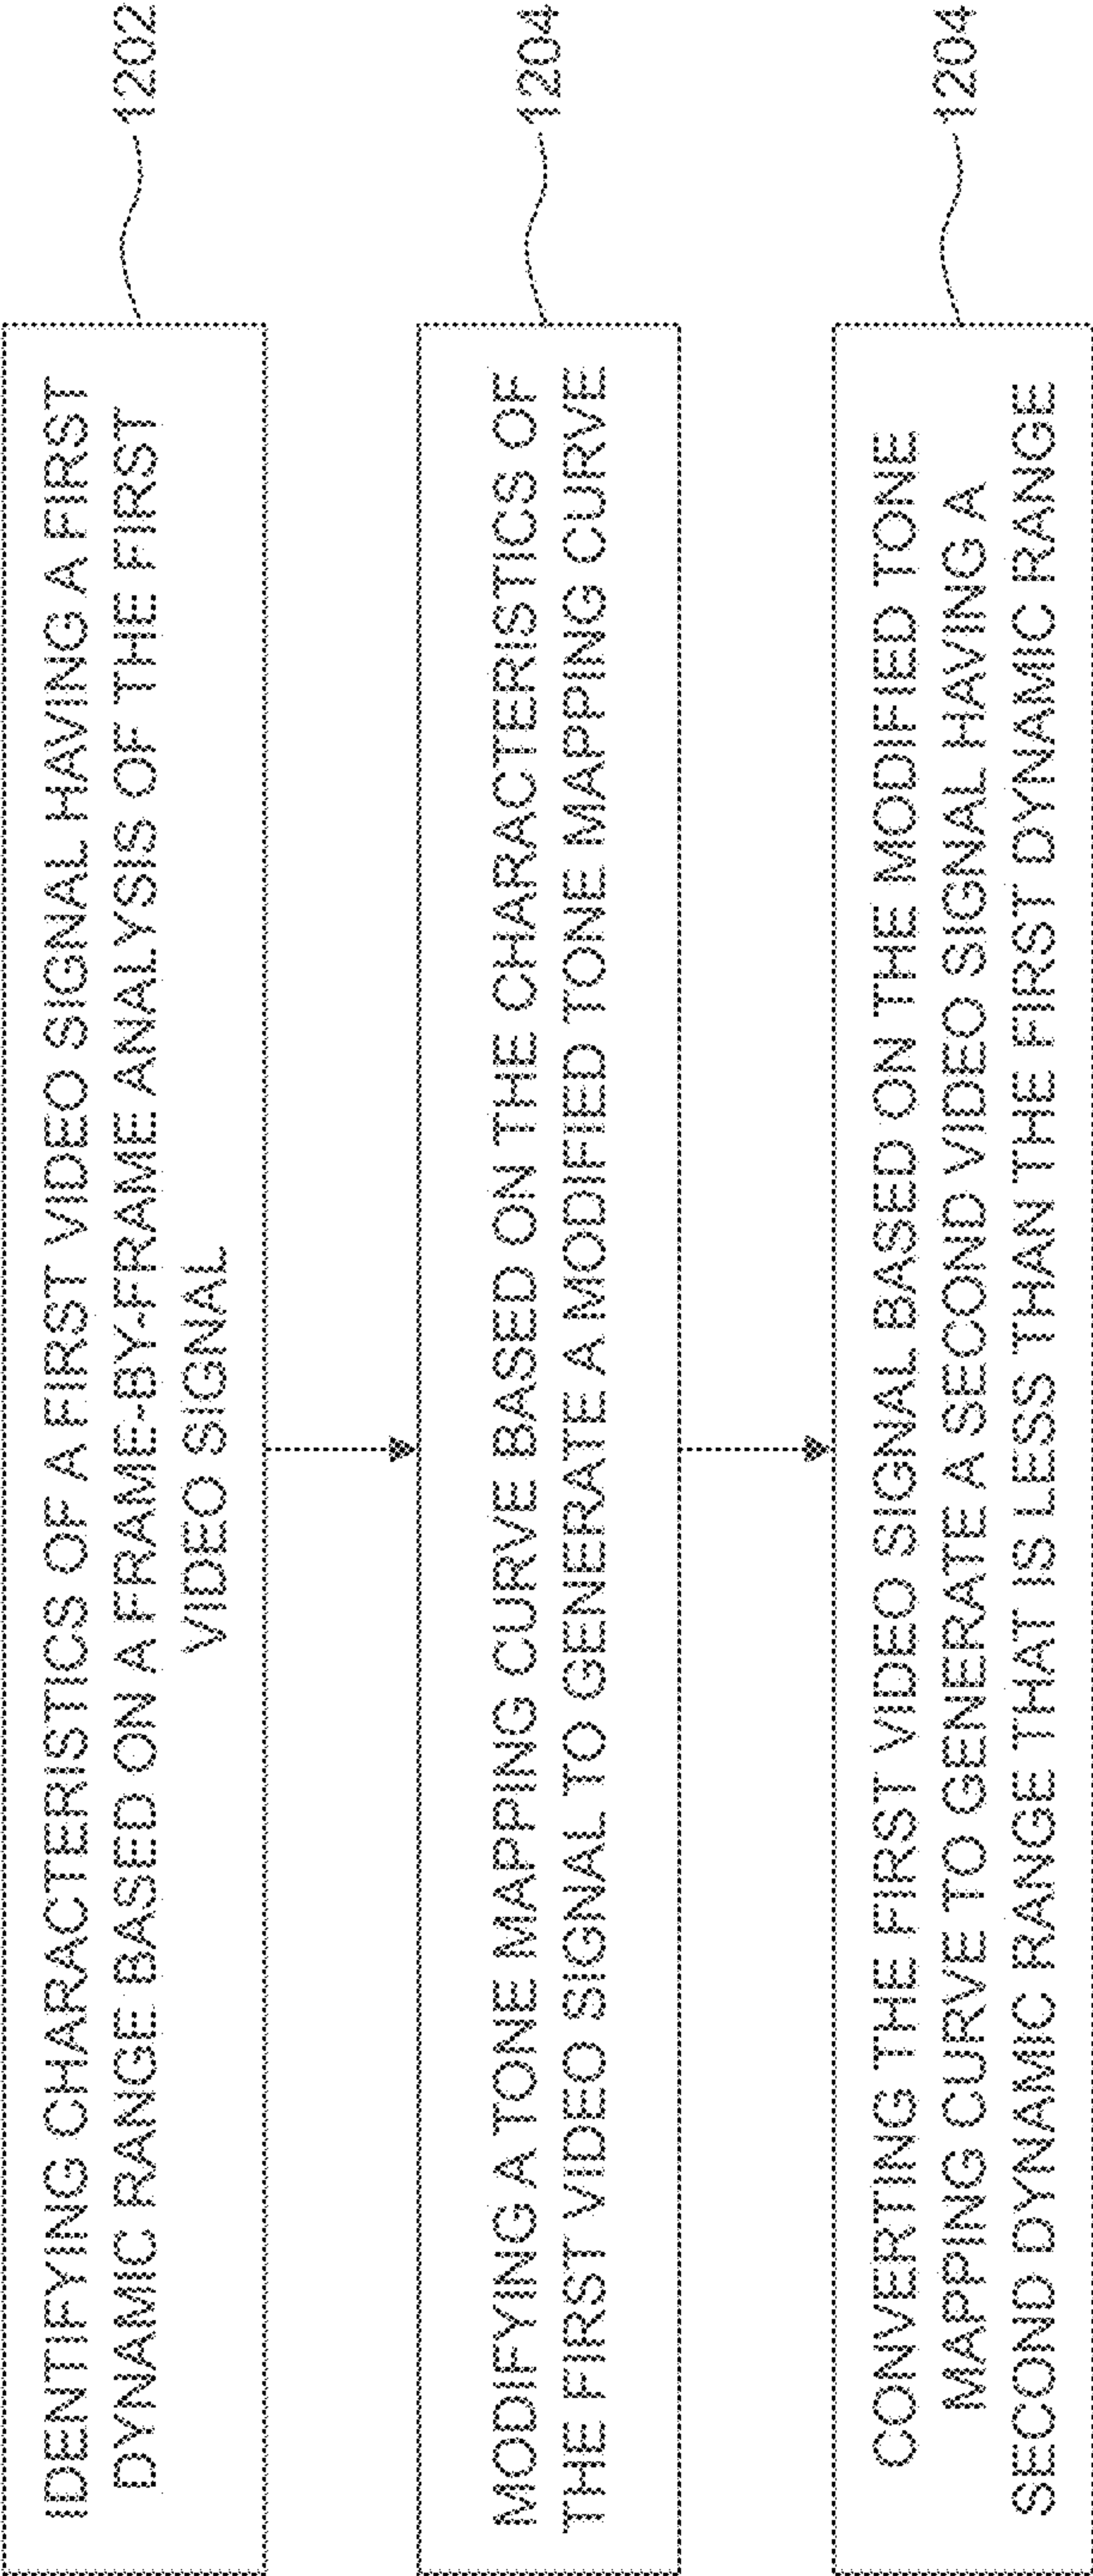 IDENTIFYING CHARACTERISTICS OF A FIRST VIDEO SIGNAL HAVING A FIRST
DYNAMIC RANGE BASED ON A FRAME-BY-FRAME ANALYSIS OF THE FIRST
VIDEO SIGNAL
1202
MODIFYING A TONE MAPPING CURVE BASED ON THE CHARACTERISTICS OF
THE FIRST VIDEO SIGNAL TO GENERATE A MODIFIED TONE MAPPING CURVE
1204
CONVERTING THE FIRST VIDEO SIGNAL BASED ON THE MODIFIED TONE
MAPPING CURVE TO GENERATE A SECOND VIDEO SIGNAL HAVING A
SECOND DYNAMIC RANGE THAT IS LESS THAN THE FIRST DYNAMIC RANGE
1204